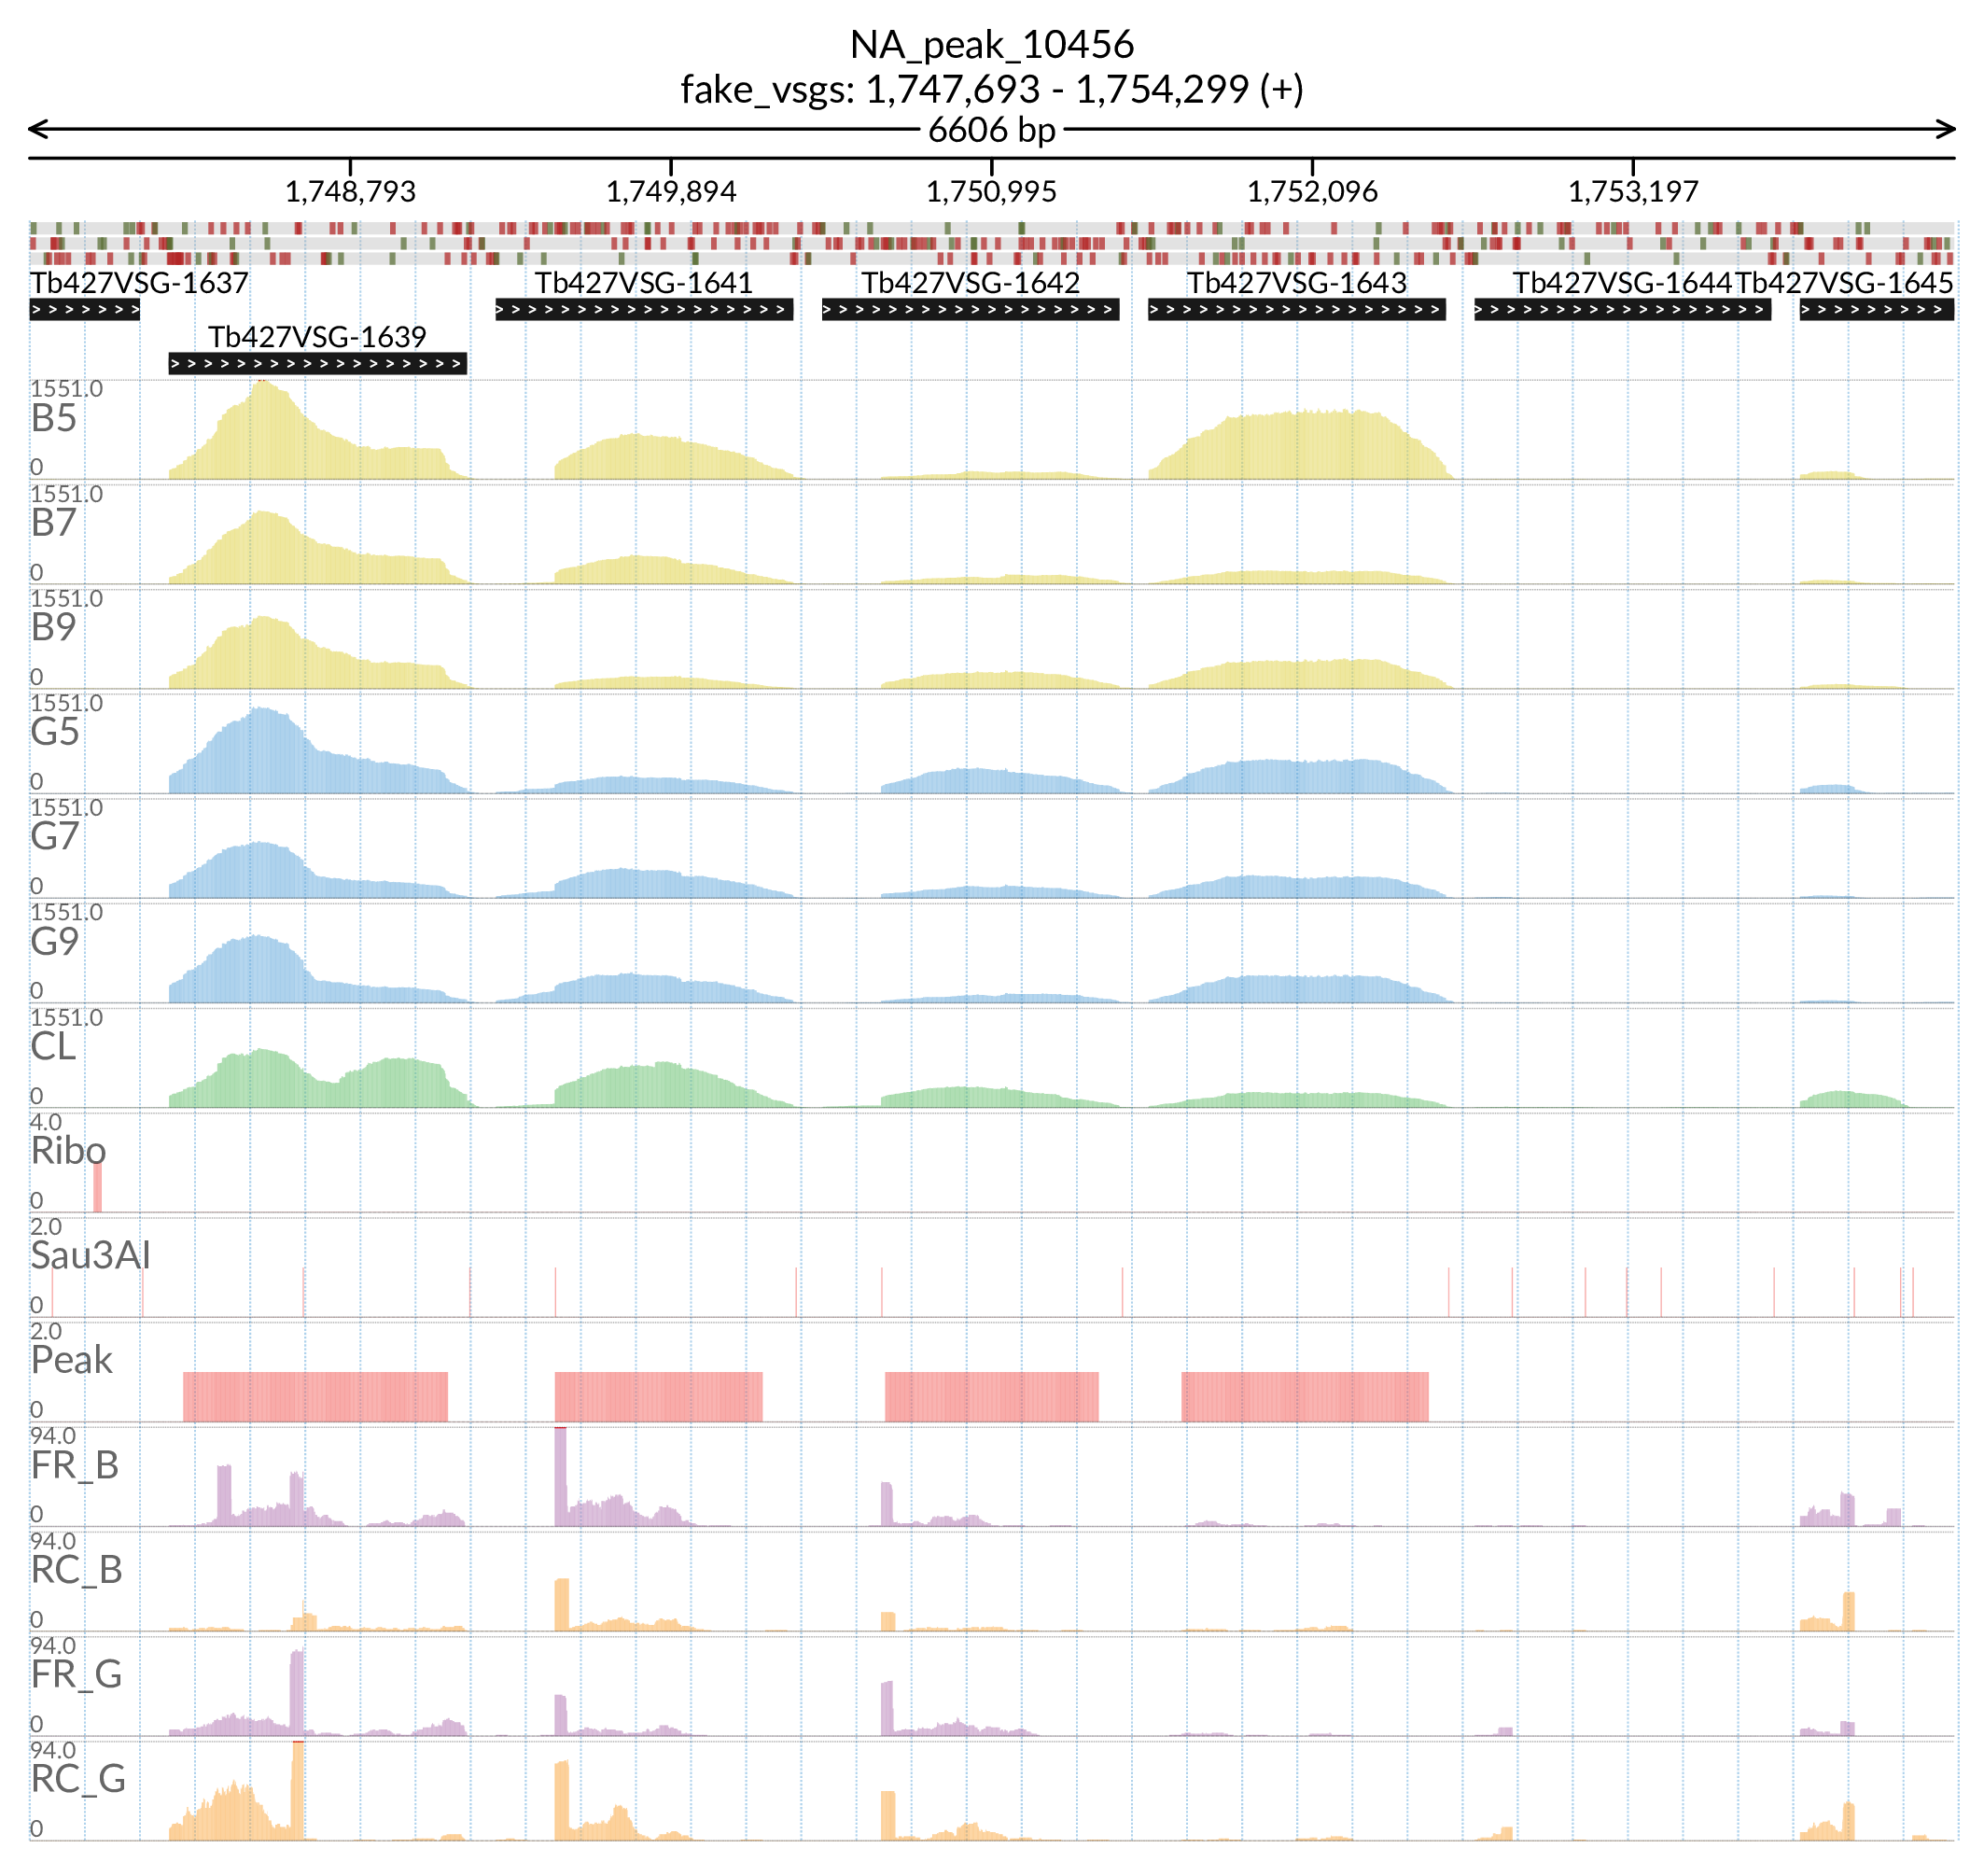 NA_peak_10456
fake_vsgs: 1,747,693 - 1,754,299 (+)
6606 bp
1,748,793 1,749,894 1,750,995 1,752,096 1,753,197
Tb427VSG-1637 Tb427VSG-1641 Tb427VSG-1642 Tb427VSG-1643 Tb427VSG-1644 Tb427VSG-1645
Tb427VSG-1639
1551.0
B5
0
1551.0
B7
0
1551.0
B9
0
1551.0
G5
0
1551.0
G7
0
1551.0
G9
0
1551.0
CL
0
4.0
Ribo
0
2.0
Sau3AI
0
2.0
Peak
0
94.0
FR_B
0
94.0
RC_B
0
94.0
FR_G
0
94.0
RC_G
0